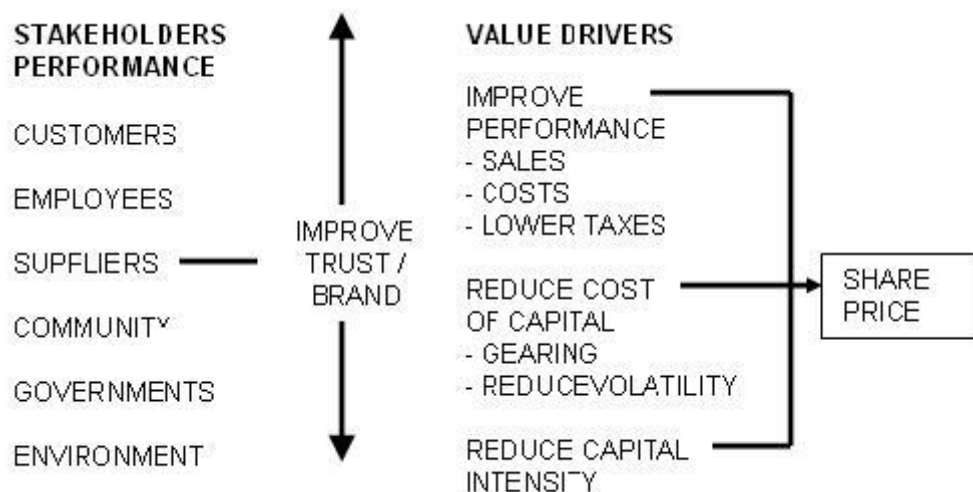 STAKEHOLDERS
PERFORMANCE
CUSTOMERS
EMPLOYEES
SUPFLIERS
COMMUNITY
GOVERNMENTS
ENVIRONMENT
IMPROVE
TRUST /
BRAND
VALUE DRIVERS
IMPROVE
PERFORMANCE
- SALES
- COSTS
- LOWER TAXES
REDUCE COST
OF CAPITAL
- GEARING
- REDUCEVOLATILITY
REDUCE CAPITAL
INTENSITY
SHARE
PRICE